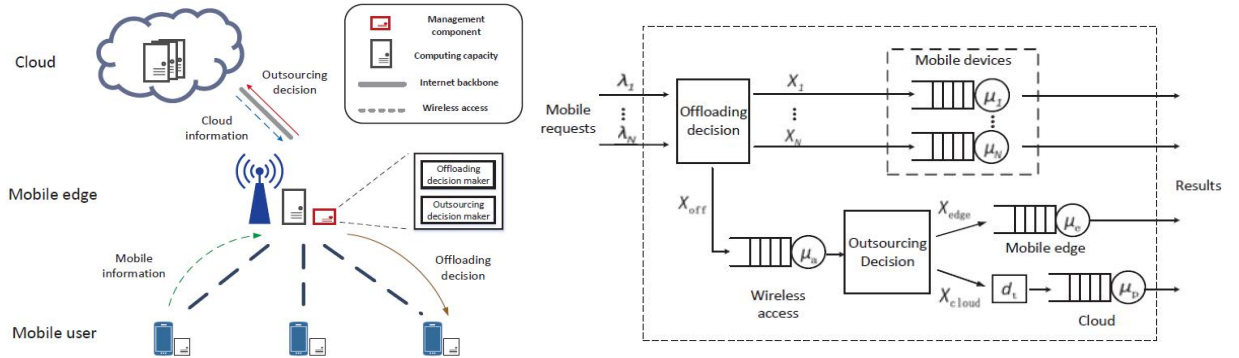 Cloud
Outsourcing
decision
Cloud
information
Management
component
Computing capacity
Internet backbone
Wireless access
Mobile edge
Offloading
decision maker
Outsourcing
decision maker
Mobile
information
Offloading
decision
Mobile user
Mobile
requests
λ1
⋮
λN
Offloading
decision
X1
⋮
XN
Mobile devices
μ1
⋮
μN
Results
Xoff
μa
Wireless
access
Outsourcing
Decision
Xedge
μe
Mobile edge
Xcloud
dt
μp
Cloud